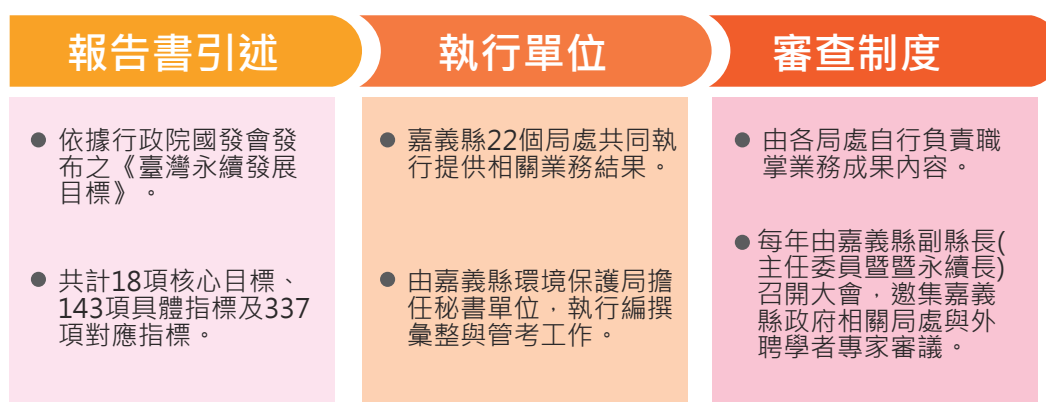 報告書引述
執行單位
審查制度
● 依據行政院國發會發
布之《臺灣永續發展
目標》。
● 共計18項核心目標、
143項具體指標及337
項對應指標。
● 嘉義縣22個局處共同執
行提供相關業務結果。
● 由嘉義縣環境保護局擔
任秘書單位，執行編撰
彙整與管考工作。
● 由各局處自行負責職
掌業務成果內容。
● 每年由嘉義縣副縣長(
主任委員暨暨永續長)
召開大會，邀集嘉義
縣政府相關局處與外
聘學者專家審議。